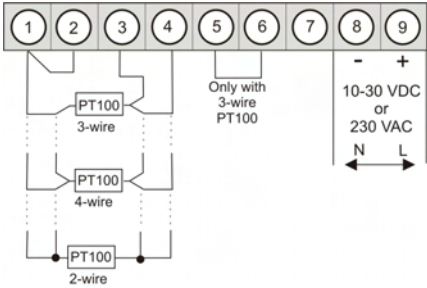 1 2 3 4 5 6 7 8 9
- +
Only with
3-wire
PT100
10-30 VDC
or
230 VAC
N L
PT100
3-wire
PT100
4-wire
PT100
2-wire